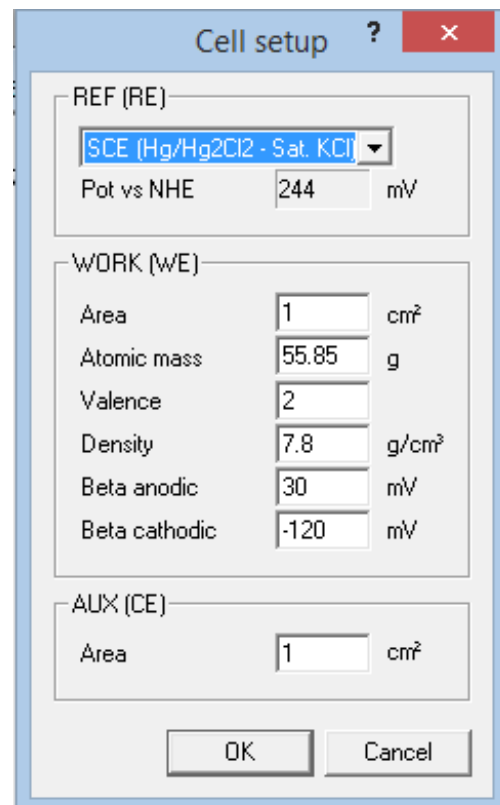 Cell setup ? ×
REF (RE)
SCE (Hg/Hg2Cl2 - Sat. KCl)
Pot vs NHE 244 mV
WORK (WE)
Area 1 cm²
Atomic mass 55.85 g
Valence 2
Density 7.8 g/cm³
Beta anodic 30 mV
Beta cathodic -120 mV
AUX (CE)
Area 1 cm²
OK Cancel